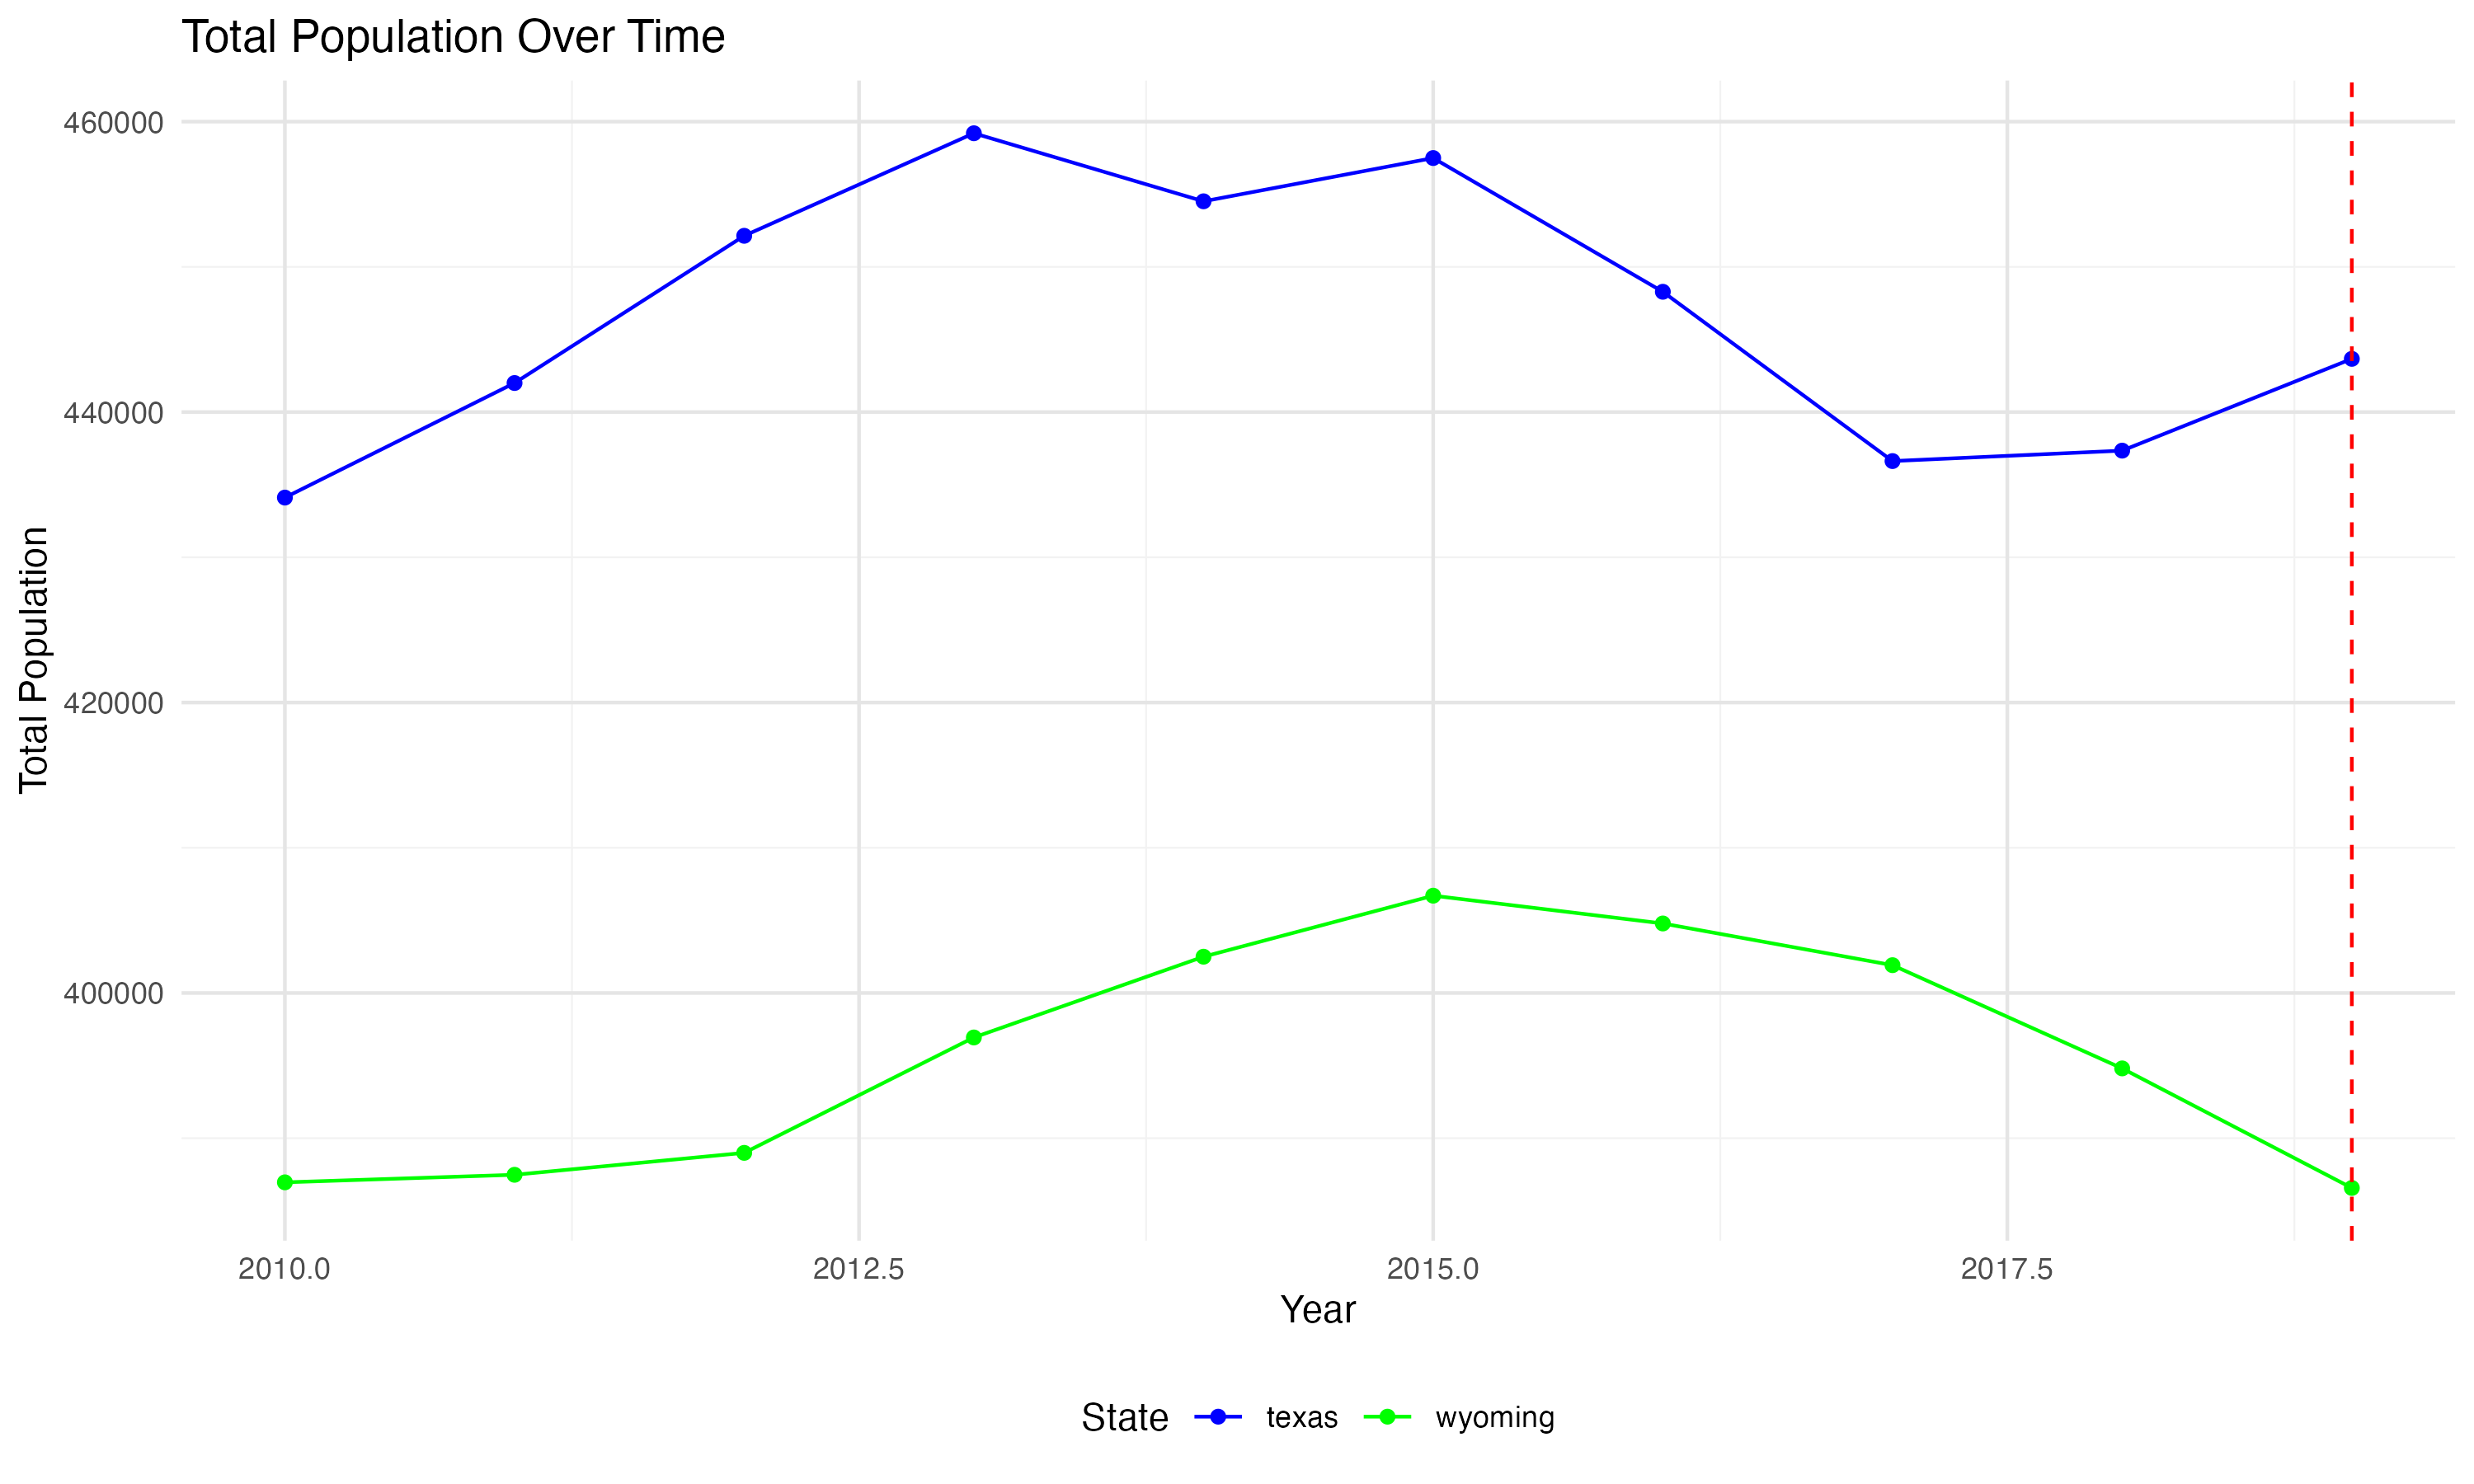 Total Population Over Time
Total Population
460000
440000
420000
400000
2010.0 2012.5 2015.0 2017.5
Year
State texas wyoming